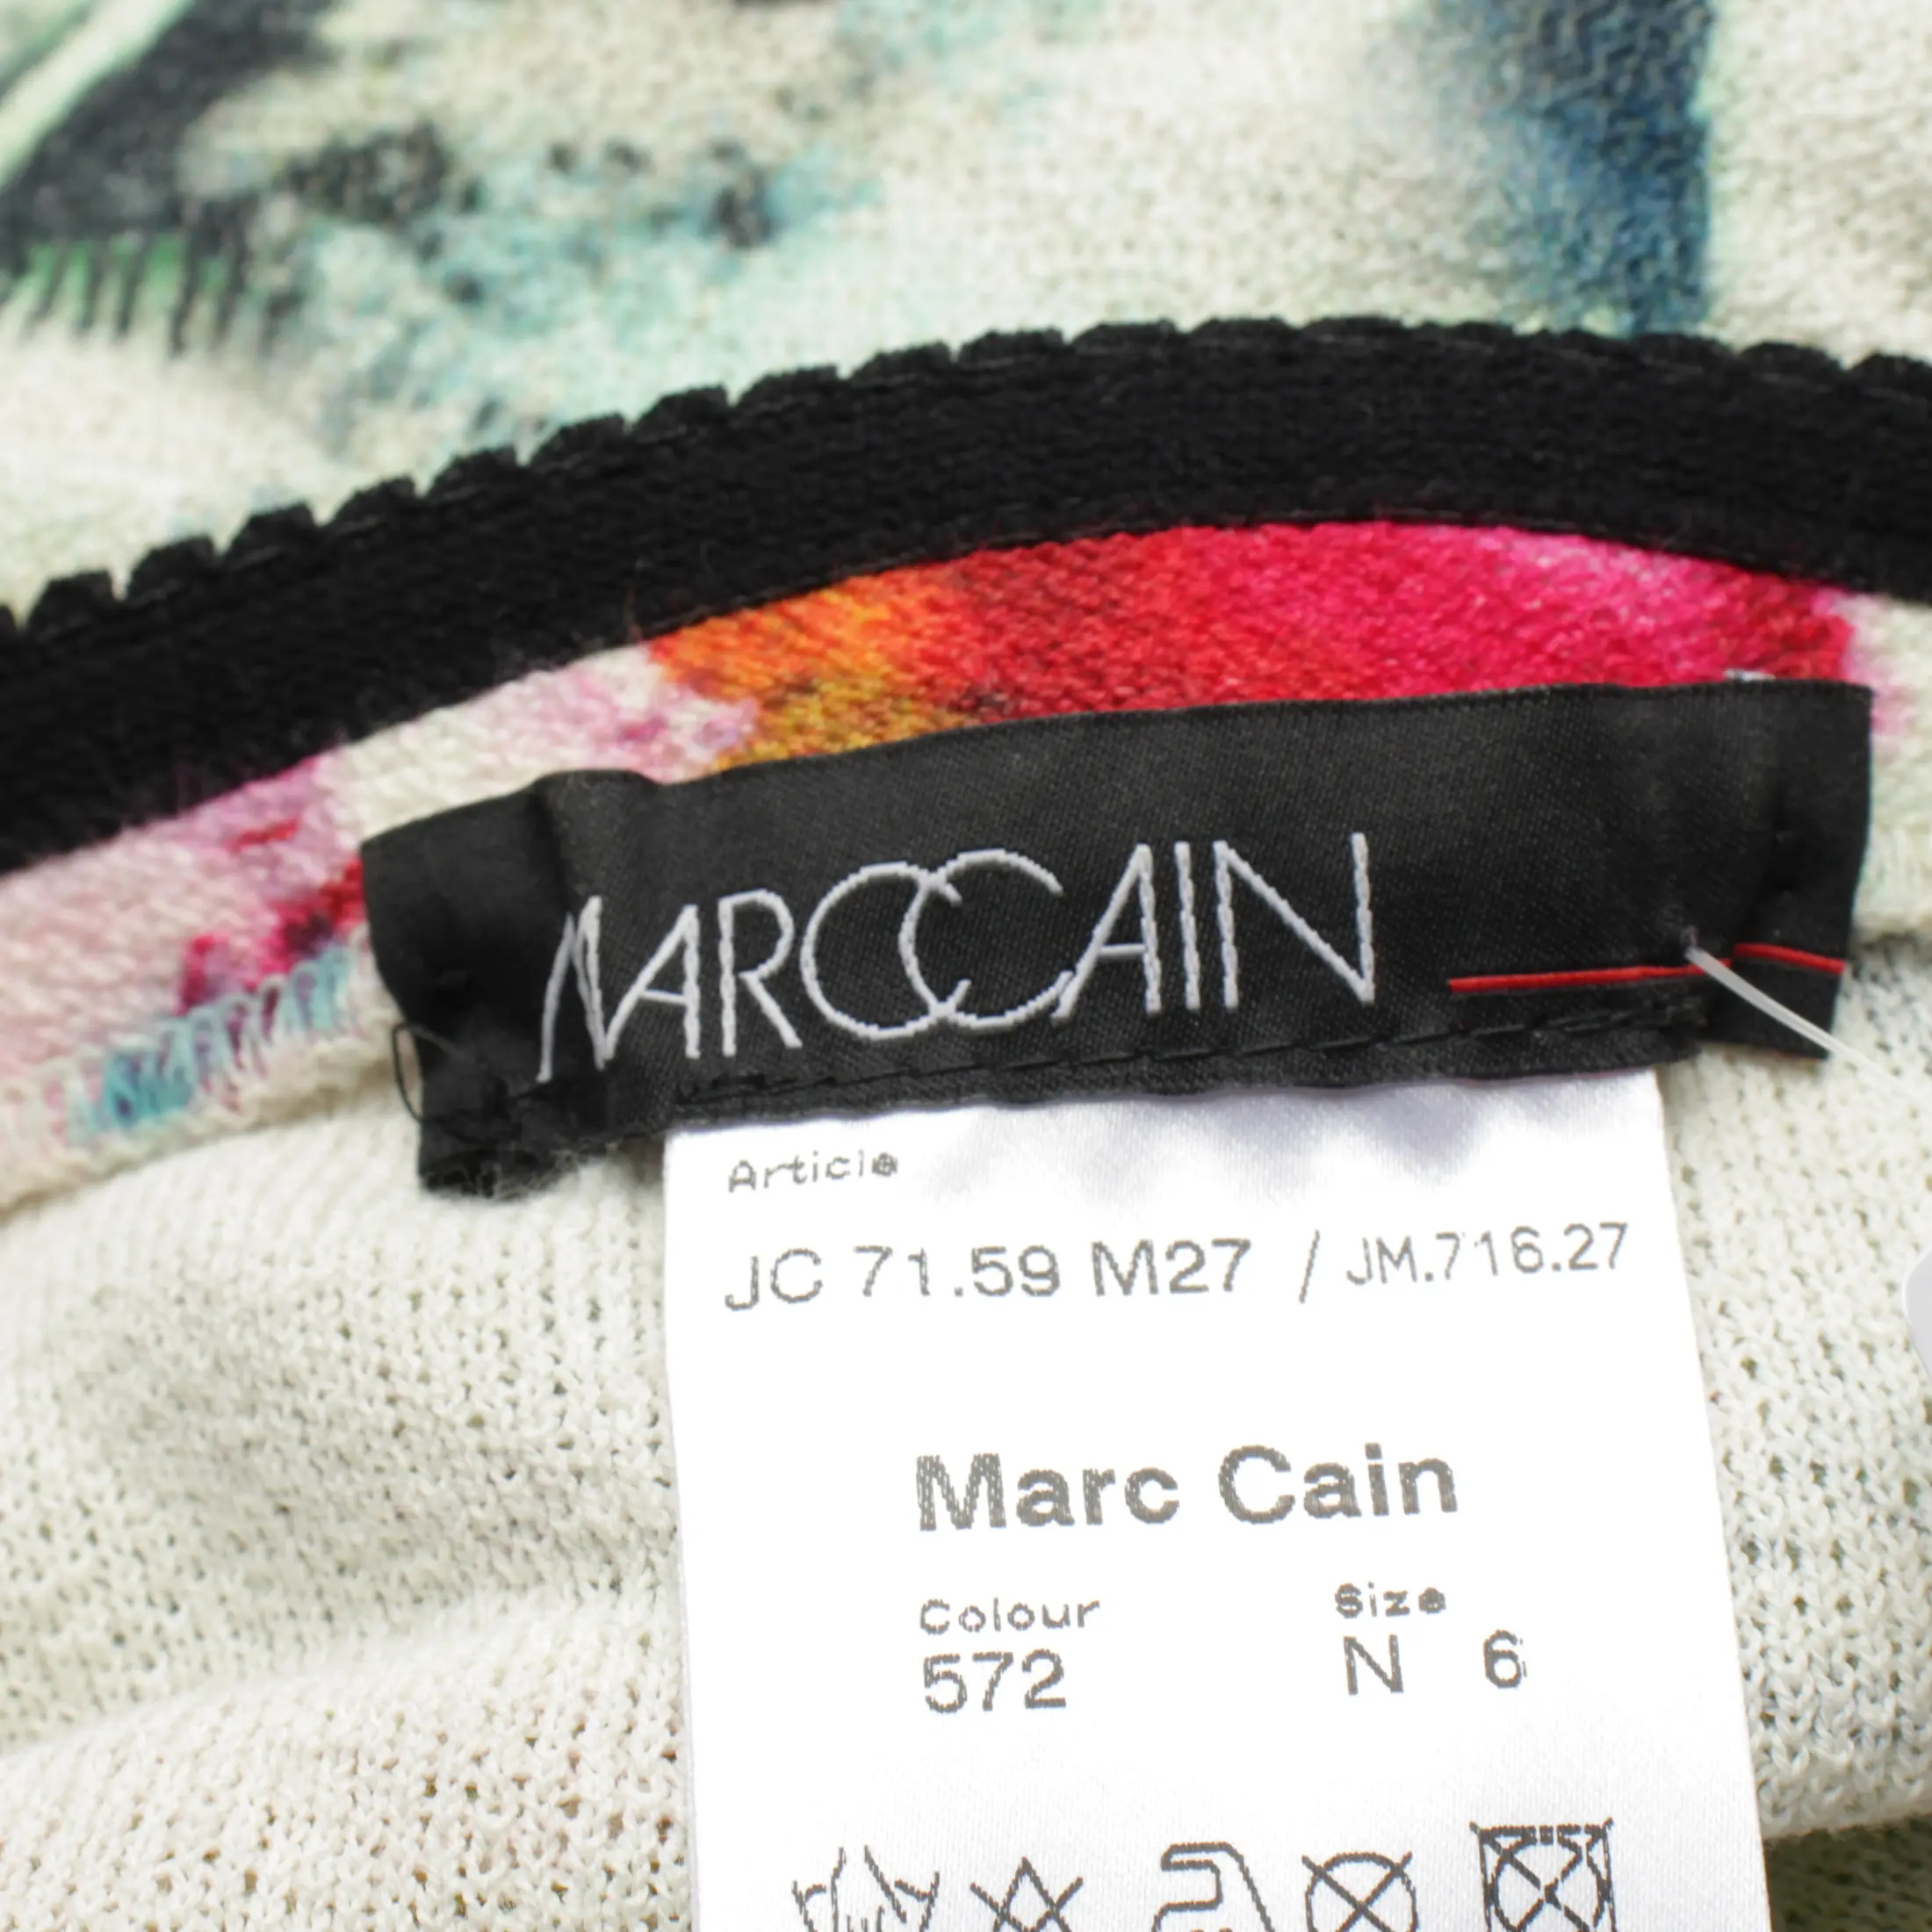 MARCCAIN
Article
JC 71.59 M27 / JM.716.27
Marc Cain
Colour Size
572 N 6